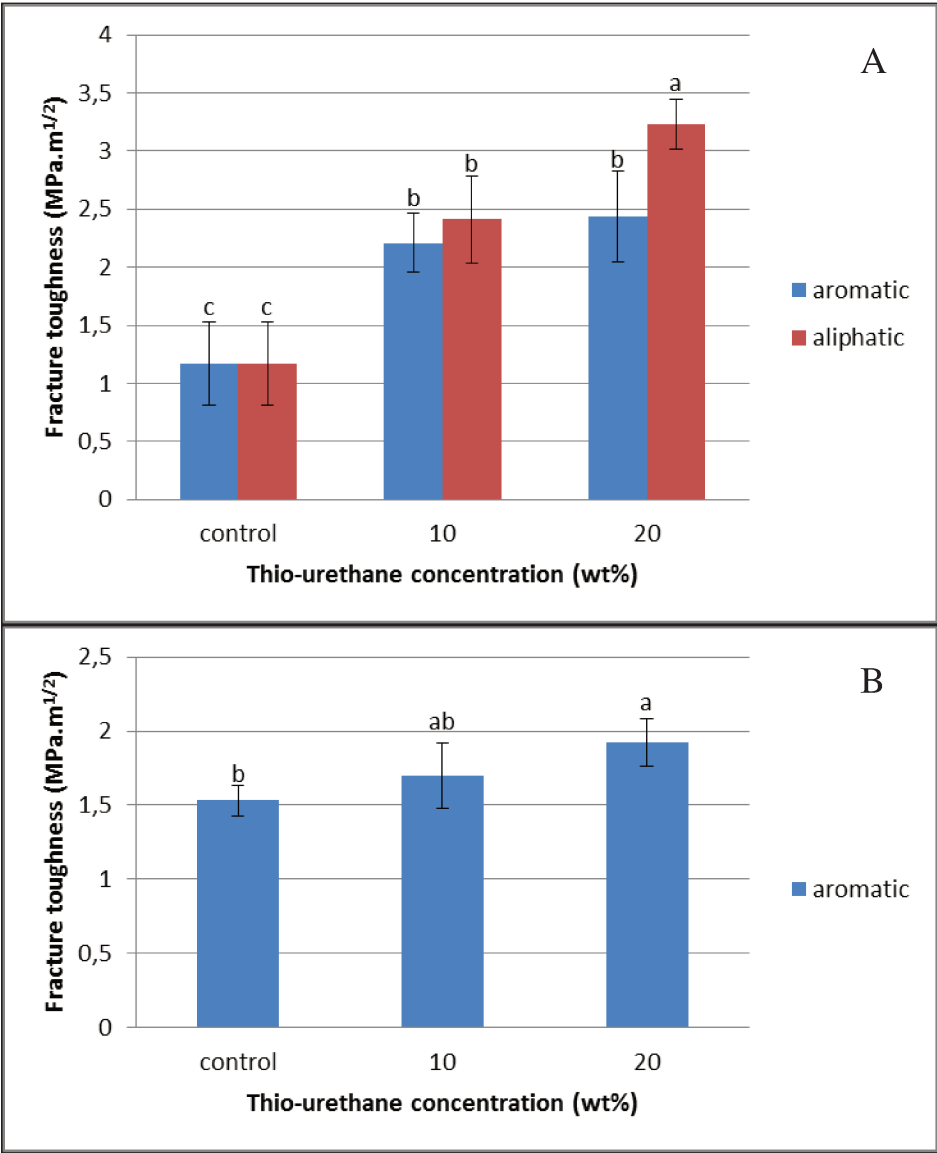 A
4
3,5
3
2,5
2
1,5
1
0,5
0
Fracture toughness (MPa.m1/2)
c c b b b a
control 10 20
Thio-urethane concentration (wt%)
aromatic
aliphatic
B
2,5
2
1,5
1
0,5
0
Fracture toughness (MPa.m1/2)
b ab a
control 10 20
Thio-urethane concentration (wt%)
aromatic